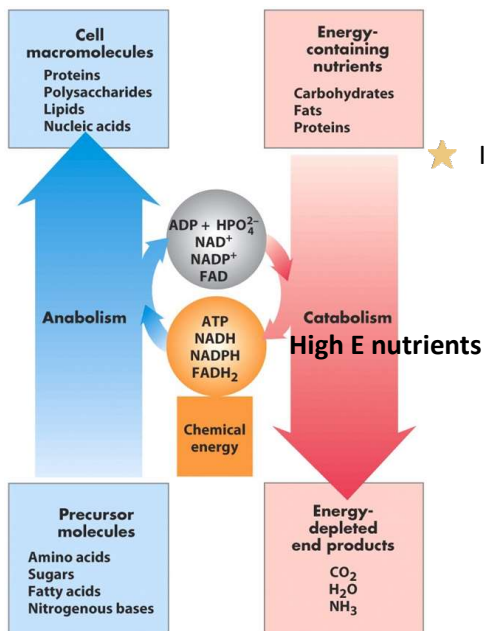 Cell
macromolecules
Proteins
Polysaccharides
Lipids
Nucleic acids
Energy-
containing
nutrients
Carbohydrates
Fats
Proteins
I
ADP + HPO₄²⁻
NAD⁺
NADP⁺
FAD
Anabolism
ATP
NADH
NADPH
FADH₂
Catabolism
High E nutrients
Chemical
energy
Precursor
molecules
Amino acids
Sugars
Fatty acids
Nitrogenous bases
Energy-
depleted
end products
CO₂
H₂O
NH₃